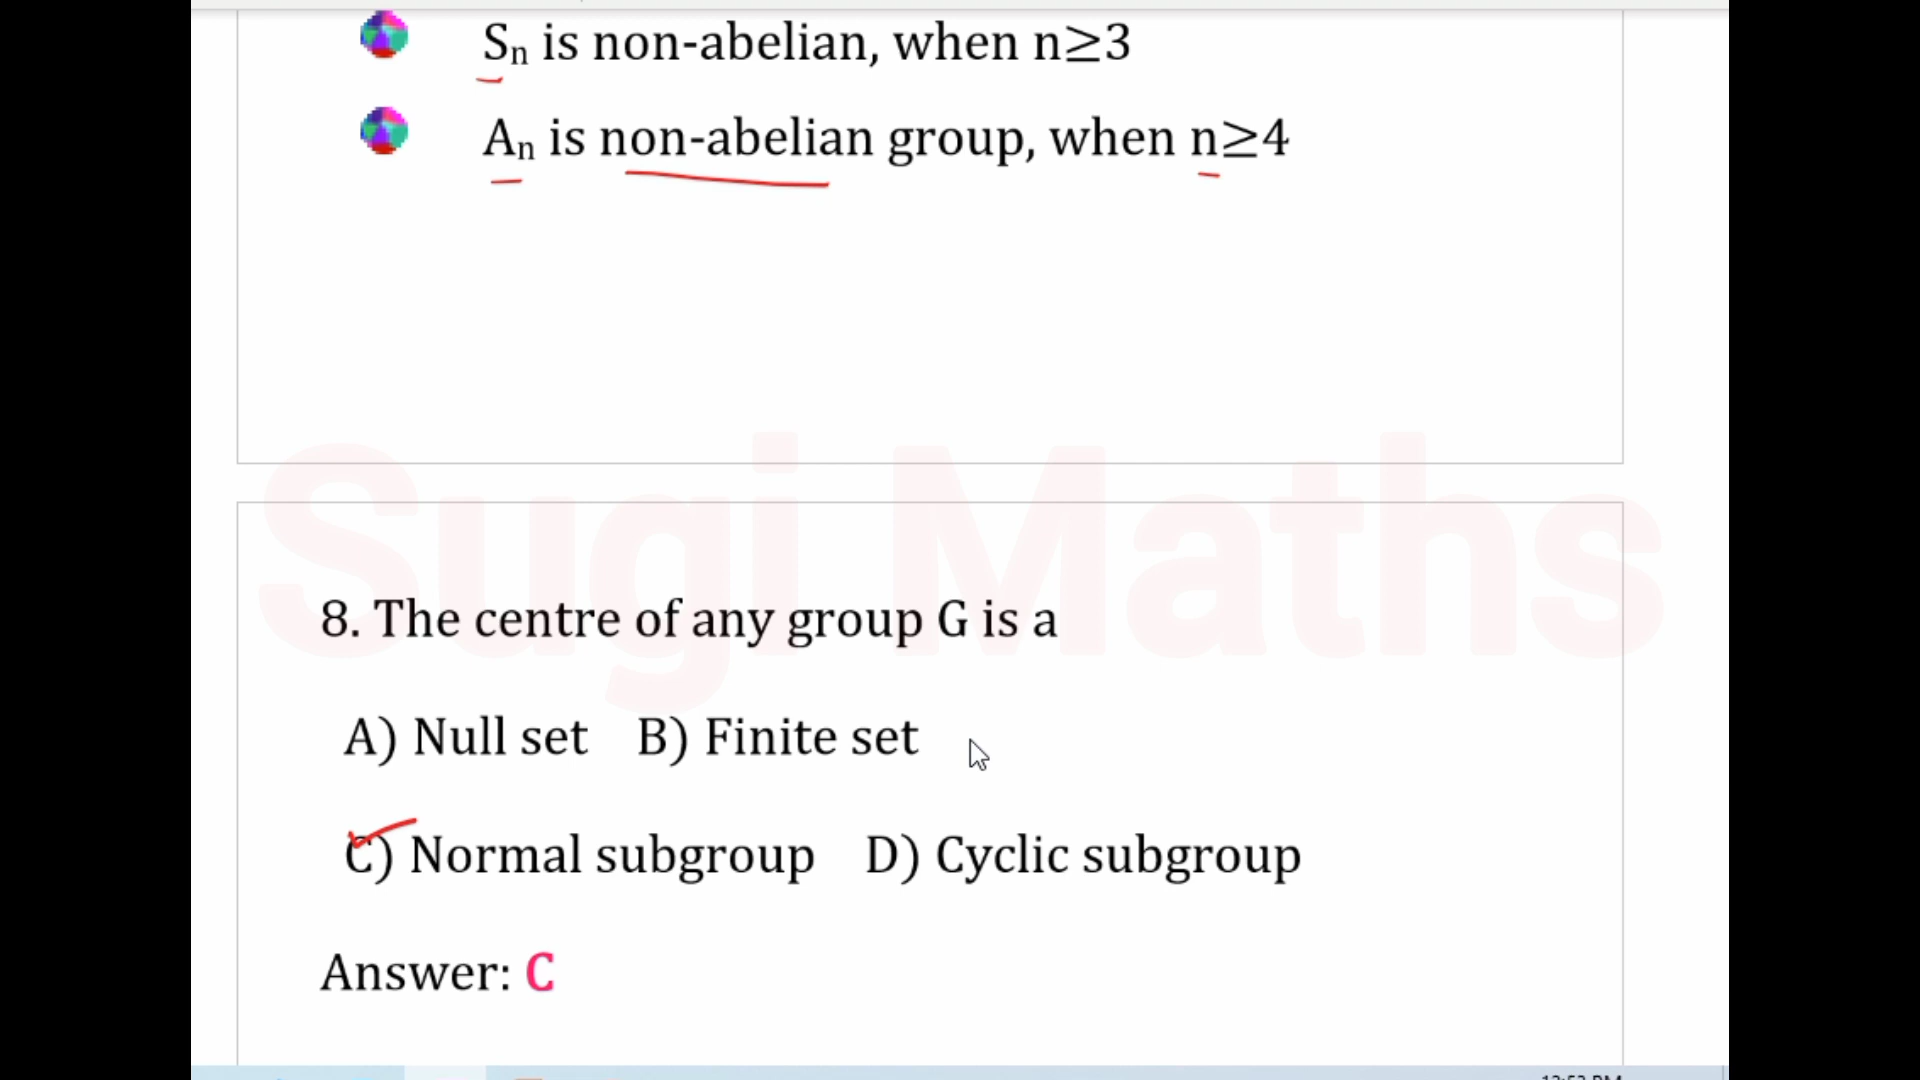 Sn is non-abelian, when n≥3
An is non-abelian group, when n≥4
Sugi Maths
8. The centre of any group G is a
A) Null set B) Finite set
C) Normal subgroup D) Cyclic subgroup
Answer: C